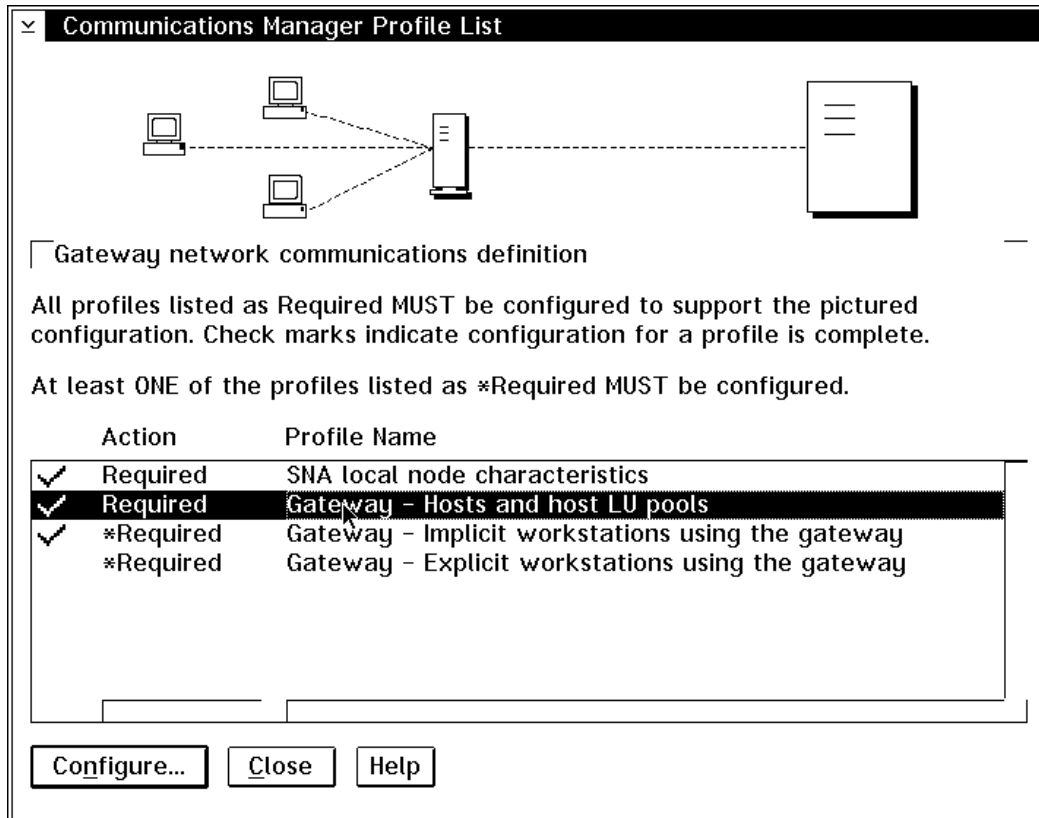 Communications Manager Profile List
Gateway network communications definition
All profiles listed as Required MUST be configured to support the pictured
configuration. Check marks indicate configuration for a profile is complete.
At least ONE of the profiles listed as *Required MUST be configured.
Action Profile Name
Required SNA local node characteristics
Required Gateway - Hosts and host LU pools
*Required Gateway - Implicit workstations using the gateway
*Required Gateway - Explicit workstations using the gateway
Configure... Close Help